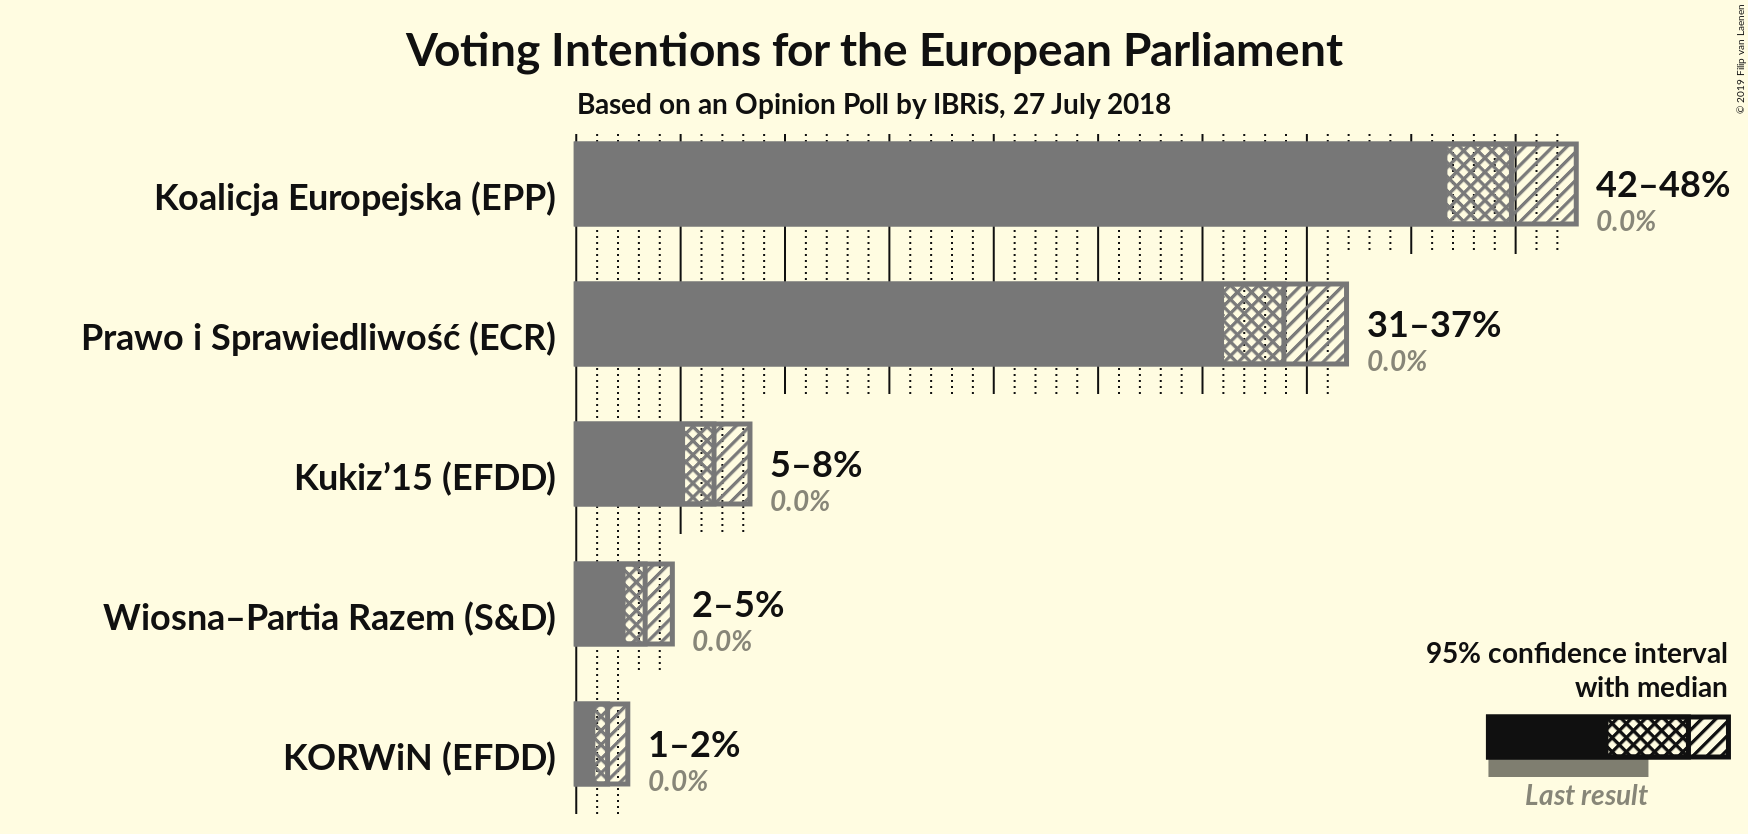 Voting Intentions for the European Parliament
Based on an Opinion Poll by IBRiS, 27 July 2018
© 2019 Filip van Laenen
Koalicja Europejska (EPP)
42–48%
0.0%
Prawo i Sprawiedliwość (ECR)
31–37%
0.0%
Kukiz’15 (EFDD)
5–8%
0.0%
Wiosna–Partia Razem (S&D)
2–5%
0.0%
KORWiN (EFDD)
1–2%
0.0%
95% confidence interval
with median
Last result